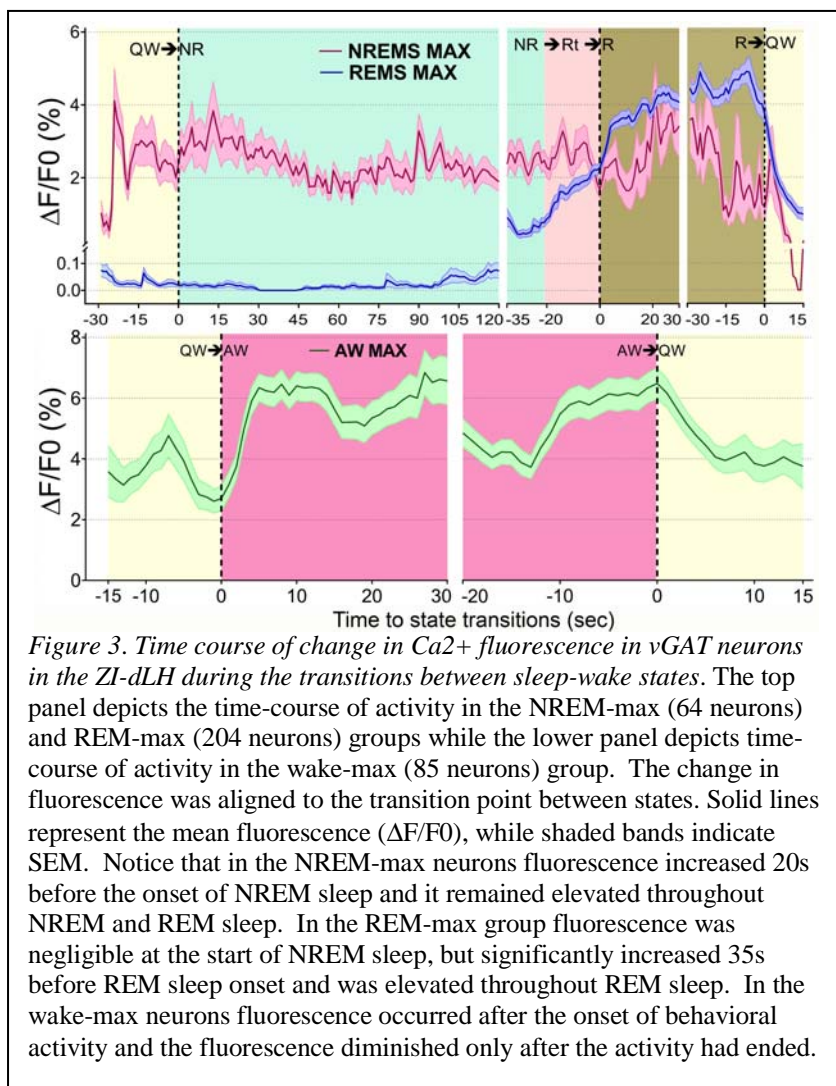 6
QW➔NR
NREMS MAX
REMS MAX
NR➔Rt➔R
R➔QW
4
2
ΔF/F0 (%)
0.1
0.0
-30 -15 0 15 30 45 60 75 90 105 120 -35 -20 0 20 30 -30 -15 0 15
8
QW➔AW
AW MAX
AW➔QW
6
4
2
0
ΔF/F0 (%)
-15 -10 0 10 20 30 -20 -10 0 10 15
Time to state transitions (sec)
Figure 3. Time course of change in Ca2+ fluorescence in vGAT neurons
in the ZI-dLH during the transitions between sleep-wake states. The top
panel depicts the time-course of activity in the NREM-max (64 neurons)
and REM-max (204 neurons) groups while the lower panel depicts time-
course of activity in the wake-max (85 neurons) group. The change in
fluorescence was aligned to the transition point between states. Solid lines
represent the mean fluorescence (ΔF/F0), while shaded bands indicate
SEM. Notice that in the NREM-max neurons fluorescence increased 20s
before the onset of NREM sleep and it remained elevated throughout
NREM and REM sleep. In the REM-max group fluorescence was
negligible at the start of NREM sleep, but significantly increased 35s
before REM sleep onset and was elevated throughout REM sleep. In the
wake-max neurons fluorescence occurred after the onset of behavioral
activity and the fluorescence diminished only after the activity had ended.